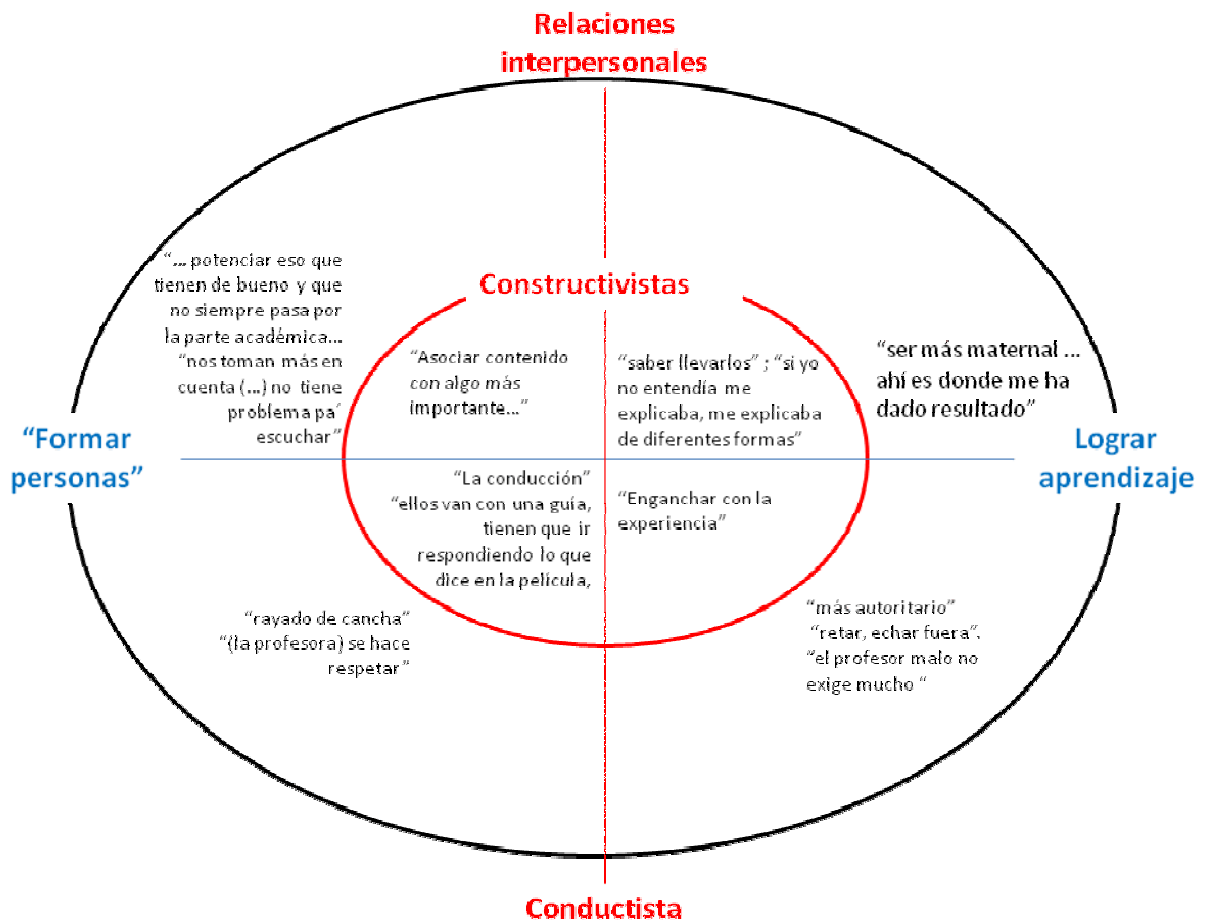 Relaciones
interpersonales
“... potenciar eso que
tienen de bueno y que
no siempre pasa por
la parte académica...
“nos toman más en
cuenta (...) no tiene
problema pa´
escuchar”
Constructivistas
“Asociar contenido
con algo más
importante...”
“saber llevarlos” ; “si yo
no entendía me
explicaba, me explicaba
de diferentes formas”
“ser más maternal ...
ahí es donde me ha
dado resultado”
“Formar
personas”
Lograr
aprendizaje
“La conducción”
“ellos van con una guía,
tienen que ir
respondiendo lo que
dice en la película,
“Enganchar con la
experiencia”
“rayado de cancha”
“(la profesora) se hace
respetar”
“más autoritario”
“retar, echar fuera”.
“el profesor malo no
exige mucho “
Conductista